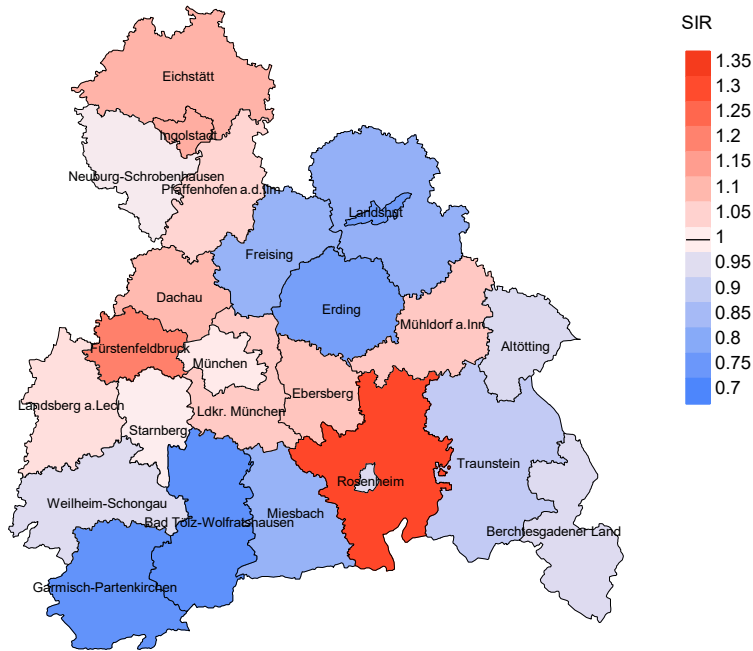 SIR
1.35
1.3
1.25
1.2
1.15
1.1
1.05
1
0.95
0.9
0.85
0.8
0.75
0.7
Eichstätt
Ingolstadt
Neuburg-Schrobenhausen
Pfaffenhofen a.d.Ilm
Landshut
Freising
Dachau
Erding
Mühldorf a.Inn
Altötting
Fürstenfeldbruck
München
Ebersberg
Landsberg a.Lech
Ldkr. München
Starnberg
Traunstein
Rosenheim
Weilheim-Schongau
Miesbach
Bad Tölz-Wolfratshausen
Berchtesgadener Land
Garmisch-Partenkirchen